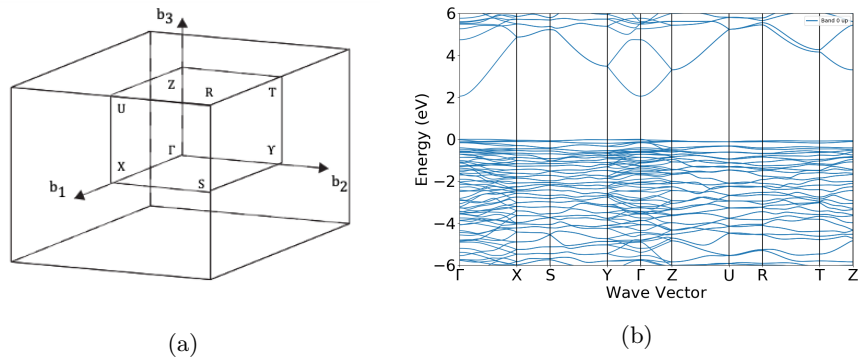 b3
Z
R
T
U
Γ
Y
X
S
b1
b2
(a)
Band 0 up
6
4
2
0
−2
−4
−6
Energy (eV)
Γ X S Y Γ Z U R T Z
Wave Vector
(b)